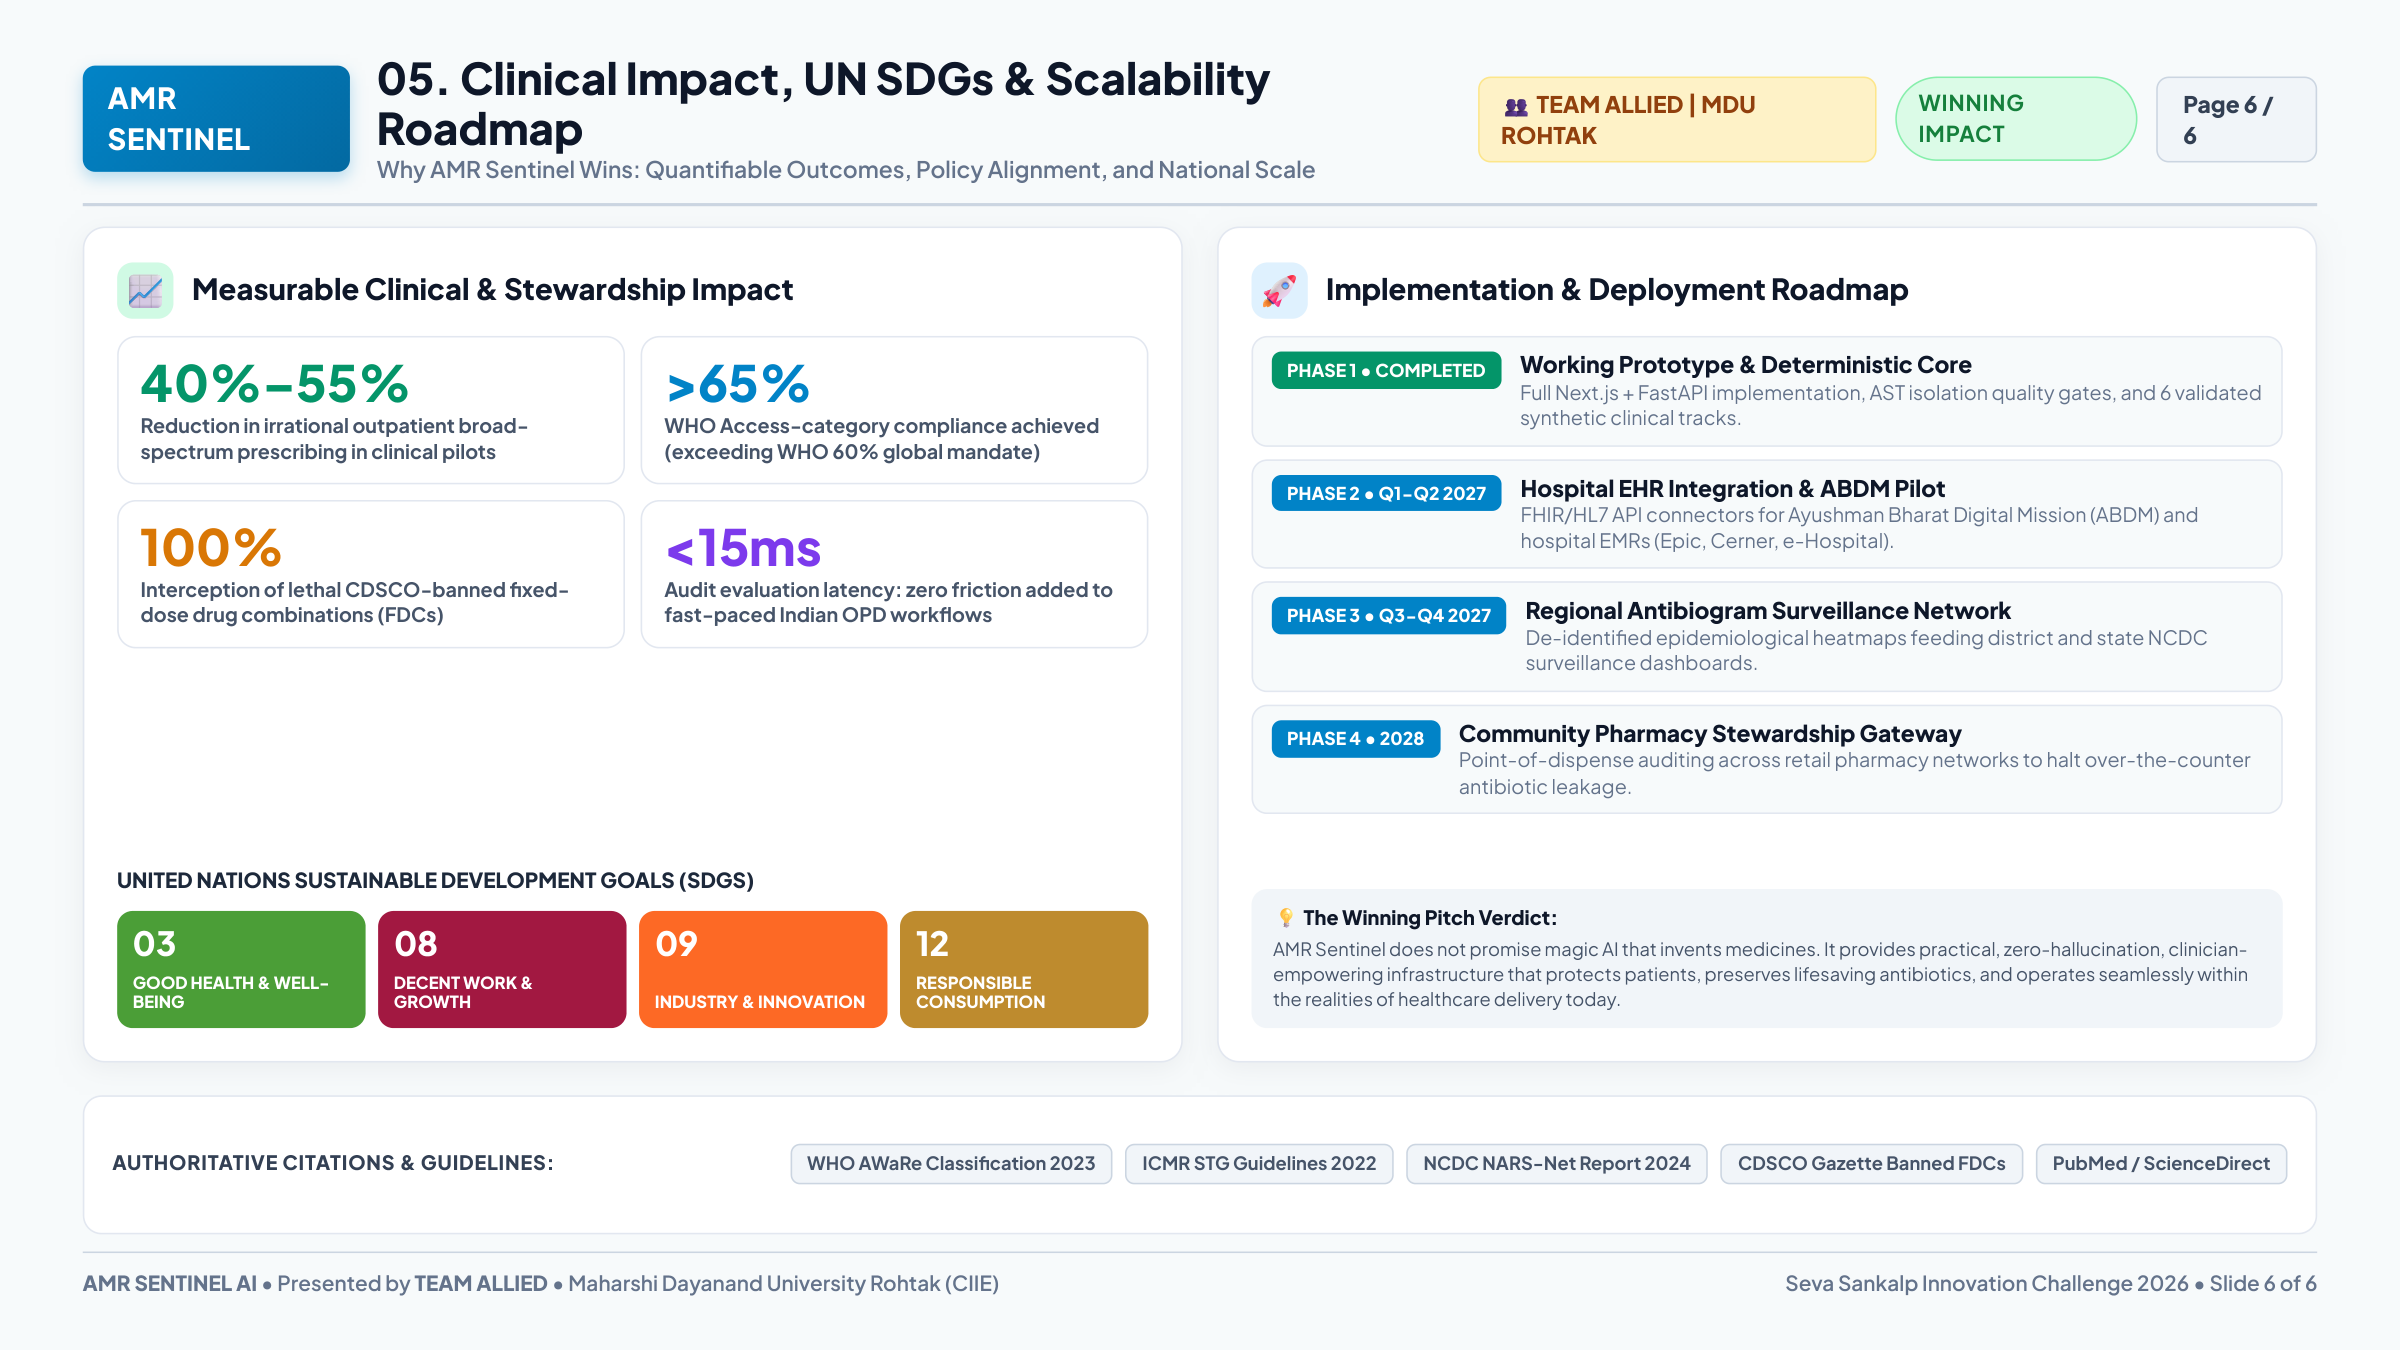 AMR
SENTINEL
05. Clinical Impact, UN SDGs & Scalability
Roadmap
Why AMR Sentinel Wins: Quantifiable Outcomes, Policy Alignment, and National Scale
👥 TEAM ALLIED | MDU
ROHTAK
WINNING
IMPACT
Page 6 /
6
📈 Measurable Clinical & Stewardship Impact
40%–55%
Reduction in irrational outpatient broad-
spectrum prescribing in clinical pilots
>65%
WHO Access-category compliance achieved
(exceeding WHO 60% global mandate)
100%
Interception of lethal CDSCO-banned fixed-
dose drug combinations (FDCs)
<15ms
Audit evaluation latency: zero friction added to
fast-paced Indian OPD workflows
UNITED NATIONS SUSTAINABLE DEVELOPMENT GOALS (SDGS)
03
GOOD HEALTH & WELL-
BEING
08
DECENT WORK &
GROWTH
09
INDUSTRY & INNOVATION
12
RESPONSIBLE
CONSUMPTION
🚀 Implementation & Deployment Roadmap
PHASE 1 • COMPLETED
Working Prototype & Deterministic Core
Full Next.js + FastAPI implementation, AST isolation quality gates, and 6 validated
synthetic clinical tracks.
PHASE 2 • Q1-Q2 2027
Hospital EHR Integration & ABDM Pilot
FHIR/HL7 API connectors for Ayushman Bharat Digital Mission (ABDM) and
hospital EMRs (Epic, Cerner, e-Hospital).
PHASE 3 • Q3-Q4 2027
Regional Antibiogram Surveillance Network
De-identified epidemiological heatmaps feeding district and state NCDC
surveillance dashboards.
PHASE 4 • 2028
Community Pharmacy Stewardship Gateway
Point-of-dispense auditing across retail pharmacy networks to halt over-the-counter
antibiotic leakage.
💡 The Winning Pitch Verdict:
AMR Sentinel does not promise magic AI that invents medicines. It provides practical, zero-hallucination, clinician-
empowering infrastructure that protects patients, preserves lifesaving antibiotics, and operates seamlessly within
the realities of healthcare delivery today.
AUTHORITATIVE CITATIONS & GUIDELINES:
WHO AWaRe Classification 2023
ICMR STG Guidelines 2022
NCDC NARS-Net Report 2024
CDSCO Gazette Banned FDCs
PubMed / ScienceDirect
AMR SENTINEL AI • Presented by TEAM ALLIED • Maharshi Dayanand University Rohtak (CIIE)
Seva Sankalp Innovation Challenge 2026 • Slide 6 of 6